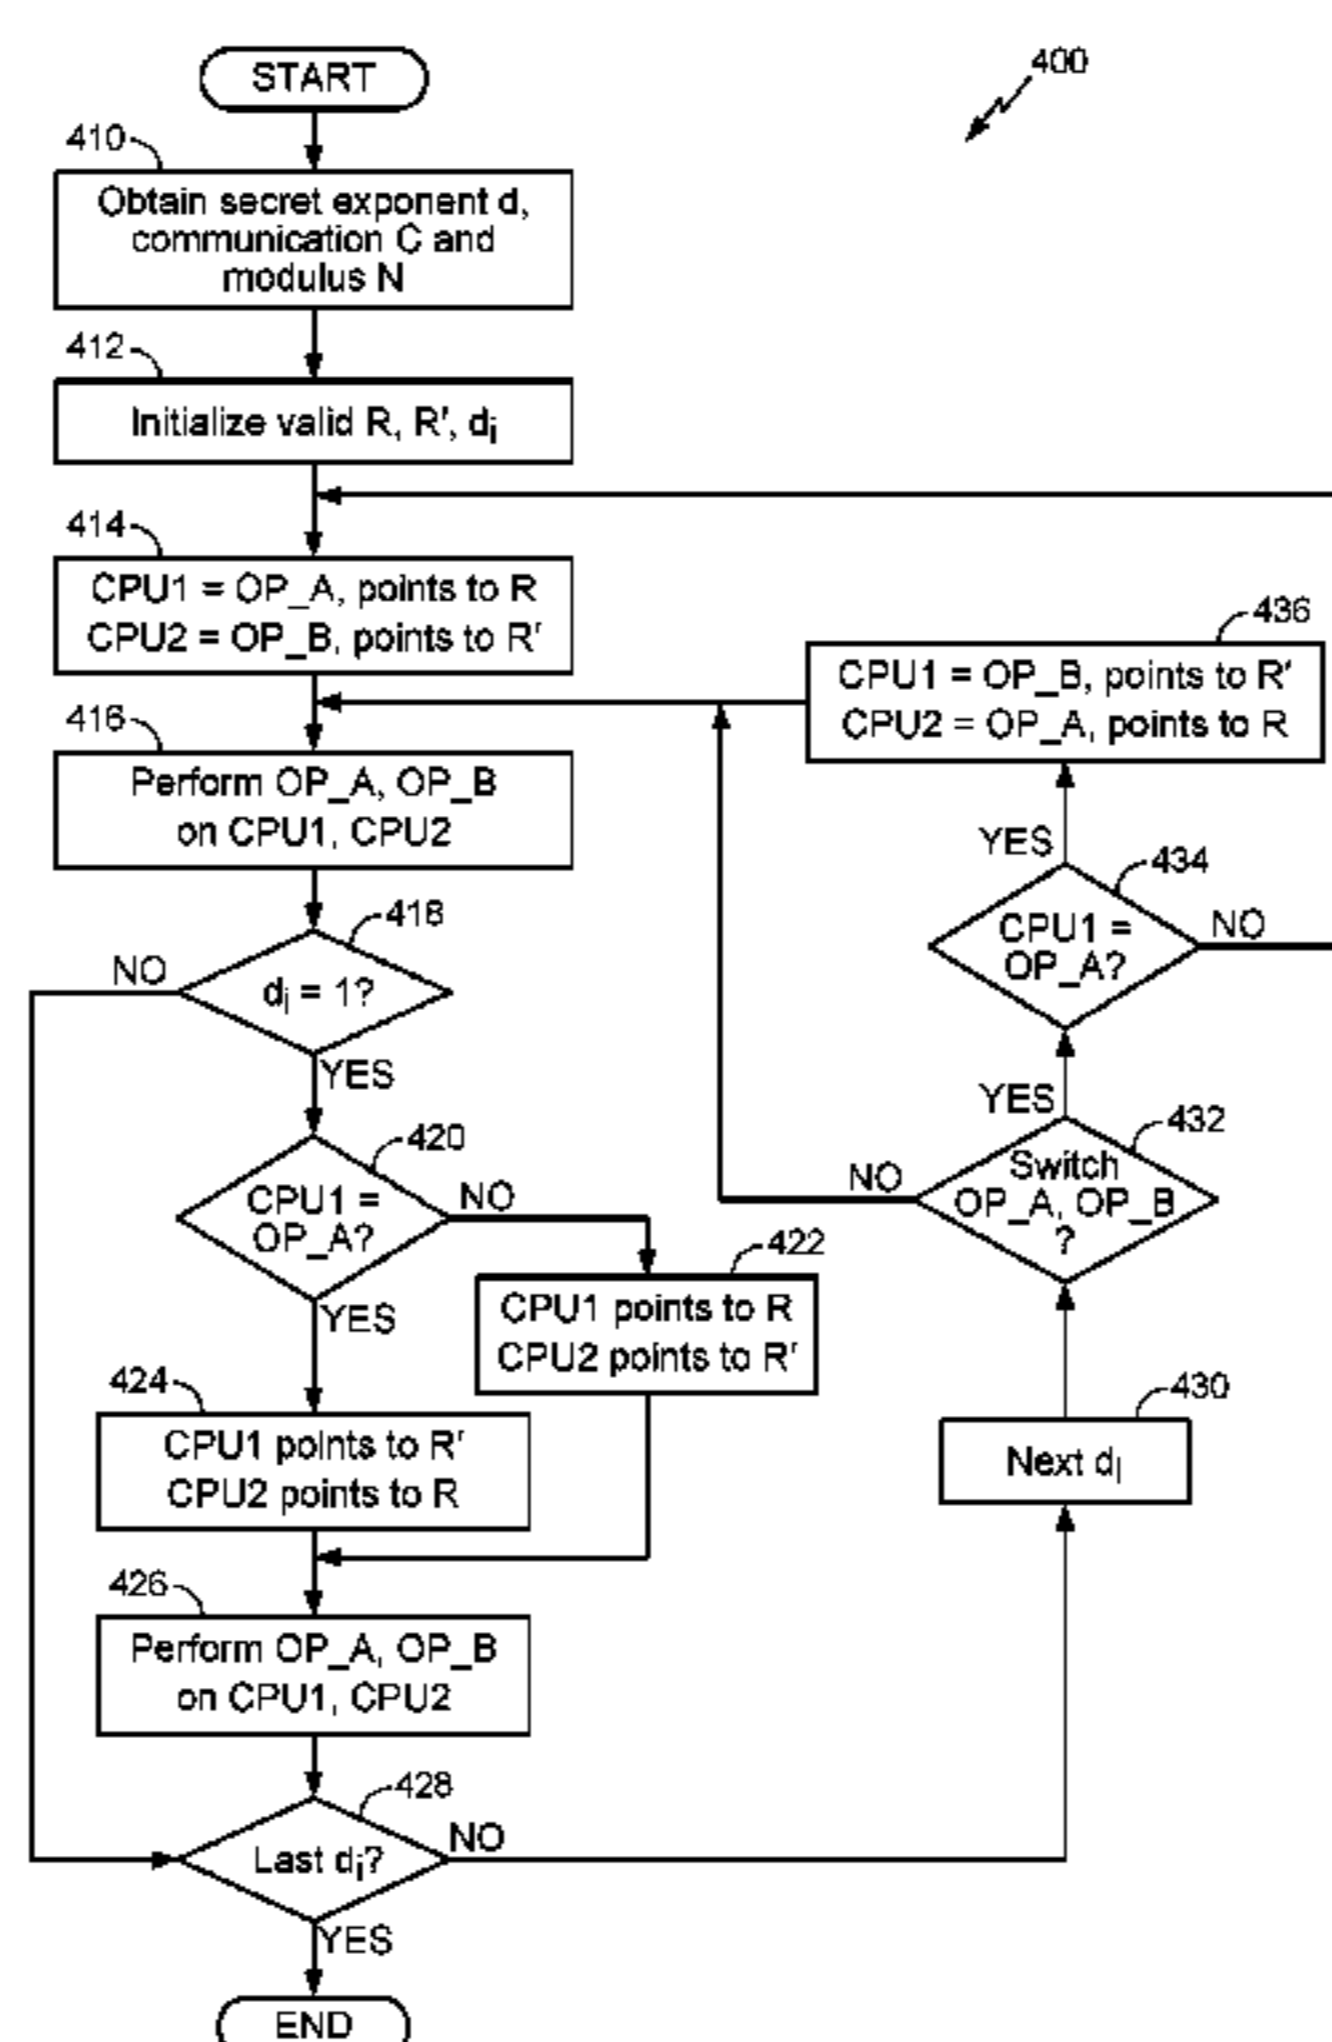 START
400
410
Obtain secret exponent d,
communication C and
modulus N
412
Initialize valid R, R', di
414
CPU1 = OP_A, points to R
CPU2 = OP_B, points to R'
416
Perform OP_A, OP_B
on CPU1, CPU2
418
di = 1?
NO
YES
420
CPU1 =
OP_A?
NO
YES
422
CPU1 points to R
CPU2 points to R'
424
CPU1 points to R'
CPU2 points to R
426
Perform OP_A, OP_B
on CPU1, CPU2
428
Last di?
NO
YES
END
430
Next di
432
Switch
OP_A, OP_B
?
NO
YES
434
CPU1 =
OP_A?
NO
YES
436
CPU1 = OP_B, points to R'
CPU2 = OP_A, points to R